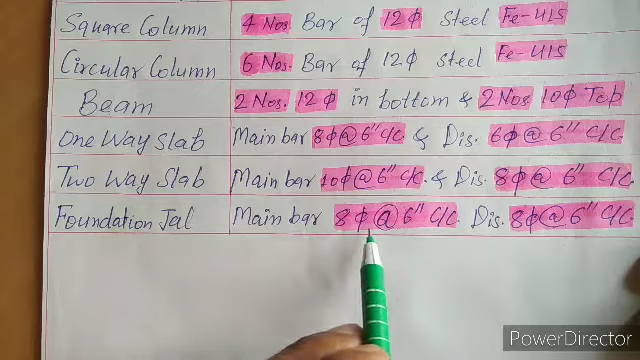 Square Column 4 Nos. Bar of 12ϕ Steel Fe-415
Circular Column 6 Nos. Bar of 12ϕ Steel Fe-415
Beam 2 Nos. 12ϕ in bottom & 2 Nos 10ϕ Top
One Way Slab Main bar 8ϕ@6" C/C & Dis. 6ϕ@6" C/C
Two Way Slab Main bar 10ϕ@6" C/C. & Dis. 8ϕ@ 6" C/C.
Foundation Jal Main bar 8ϕ@6" C/C. Dis. 8ϕ@6" C/C.
PowerDirector